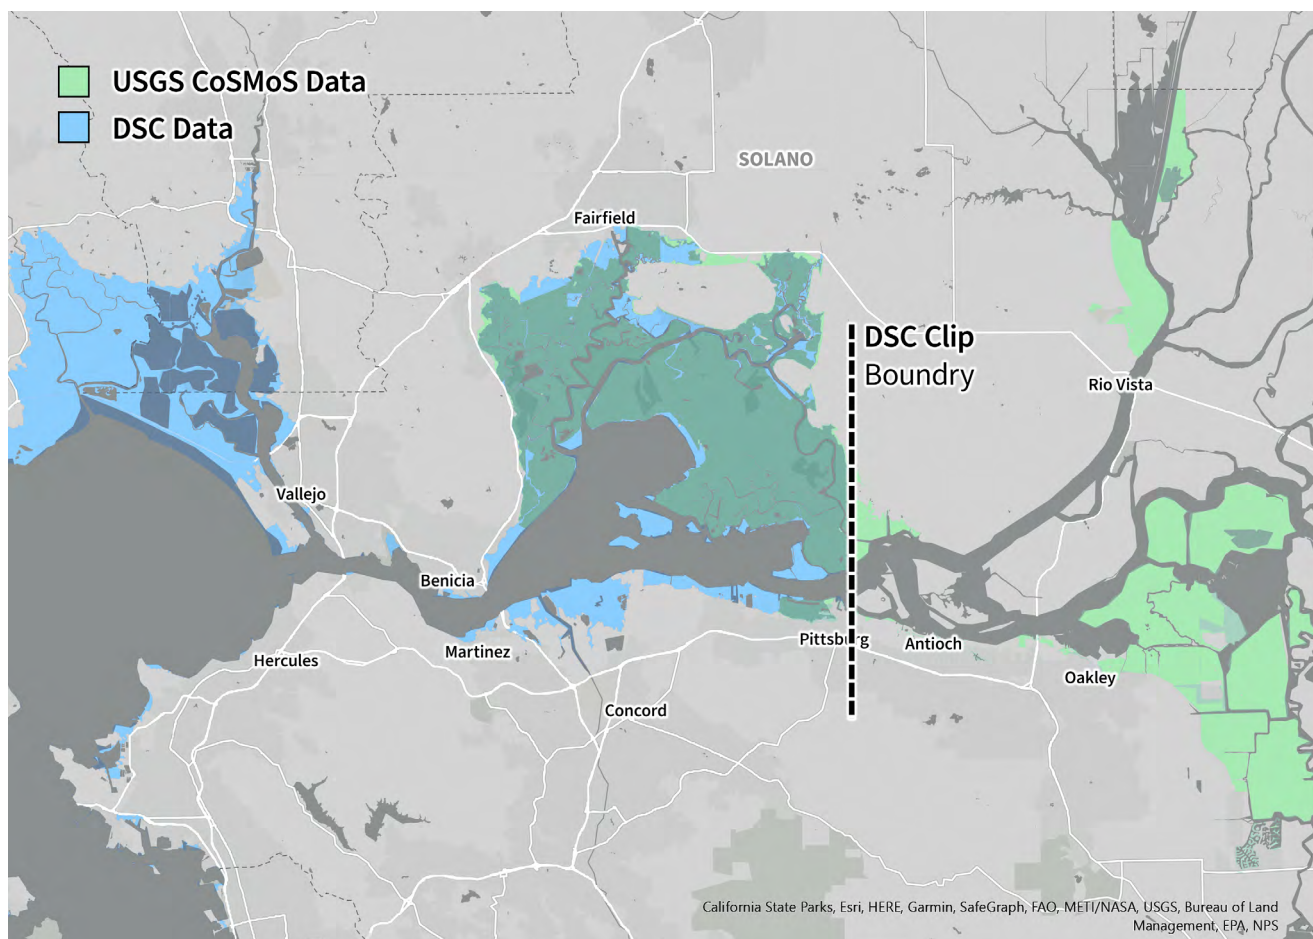 USGS CoSMoS Data
DSC Data
SOLANO
Fairfield
DSC Clip
Boundry
Rio Vista
Vallejo
Benicia
Martinez
Pittsburg
Antioch
Hercules
Oakley
Concord
California State Parks, Esri, HERE, Garmin, SafeGraph, FAO, METI/NASA, USGS, Bureau of Land
Management, EPA, NPS